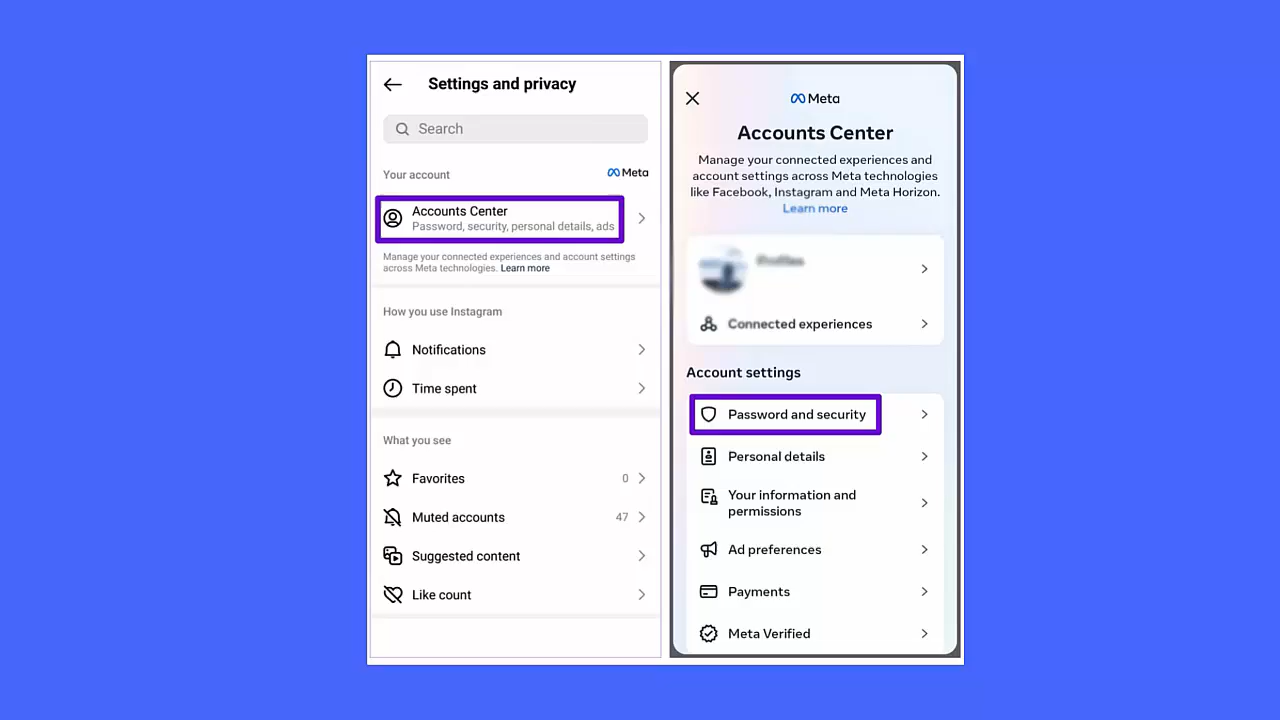 Settings and privacy
Search
Your account
Meta
Accounts Center
Password, security, personal details, ads
Manage your connected experiences and account settings
across Meta technologies. Learn more
How you use Instagram
Notifications
Time spent
What you see
Favorites 0
Muted accounts 47
Suggested content
Like count
Meta
Accounts Center
Manage your connected experiences and
account settings across Meta technologies
like Facebook, Instagram and Meta Horizon.
Learn more
Profiles
Connected experiences
Account settings
Password and security
Personal details
Your information and
permissions
Ad preferences
Payments
Meta Verified